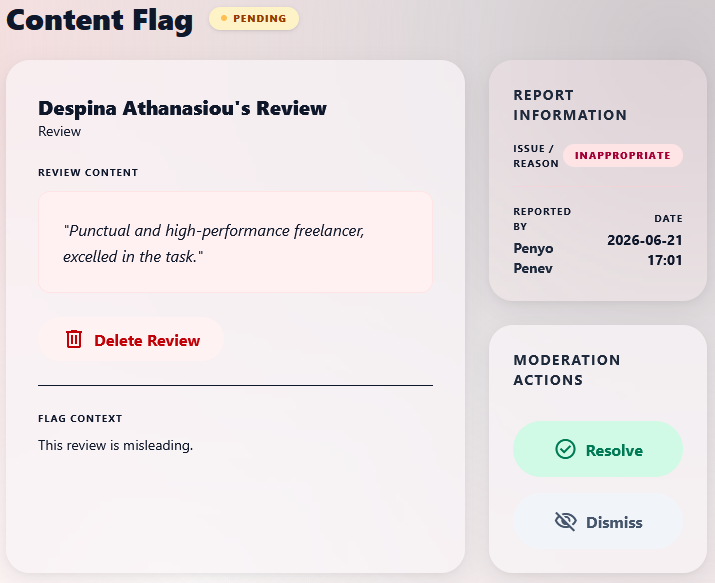 Content Flag
PENDING
Despina Athanasiou's Review
Review
REVIEW CONTENT
"Punctual and high-performance freelancer,
excelled in the task."
Delete Review
FLAG CONTEXT
This review is misleading.
REPORT
INFORMATION
ISSUE /
REASON
INAPPROPRIATE
REPORTED
BY
Penyo
Penev
DATE
2026-06-21
17:01
MODERATION
ACTIONS
Resolve
Dismiss